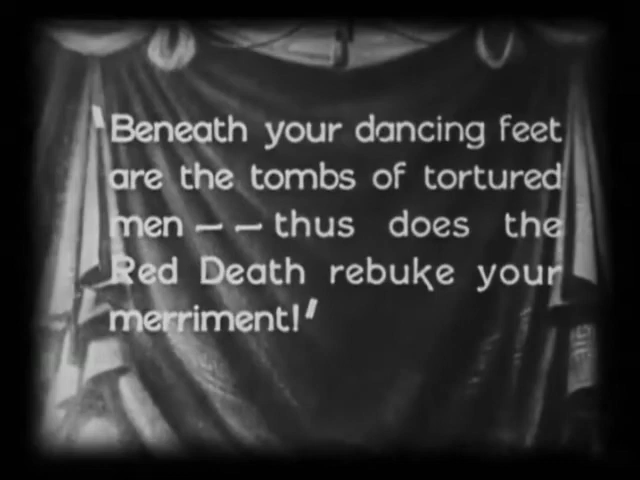 "Beneath your dancing feet
are the tombs of tortured
men — — thus does the
Red Death rebuke your
merriment!"